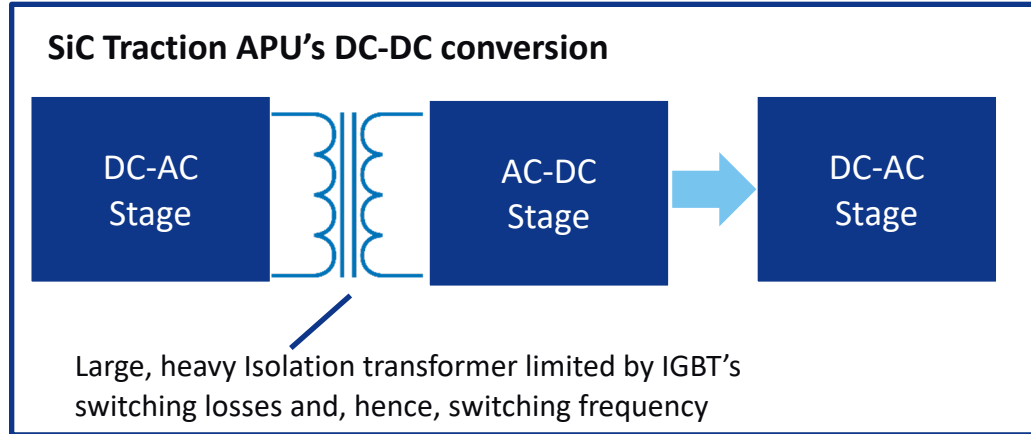 SiC Traction APU's DC-DC conversion
DC-AC
Stage
AC-DC
Stage
DC-AC
Stage
Large, heavy Isolation transformer limited by IGBT's
switching losses and, hence, switching frequency